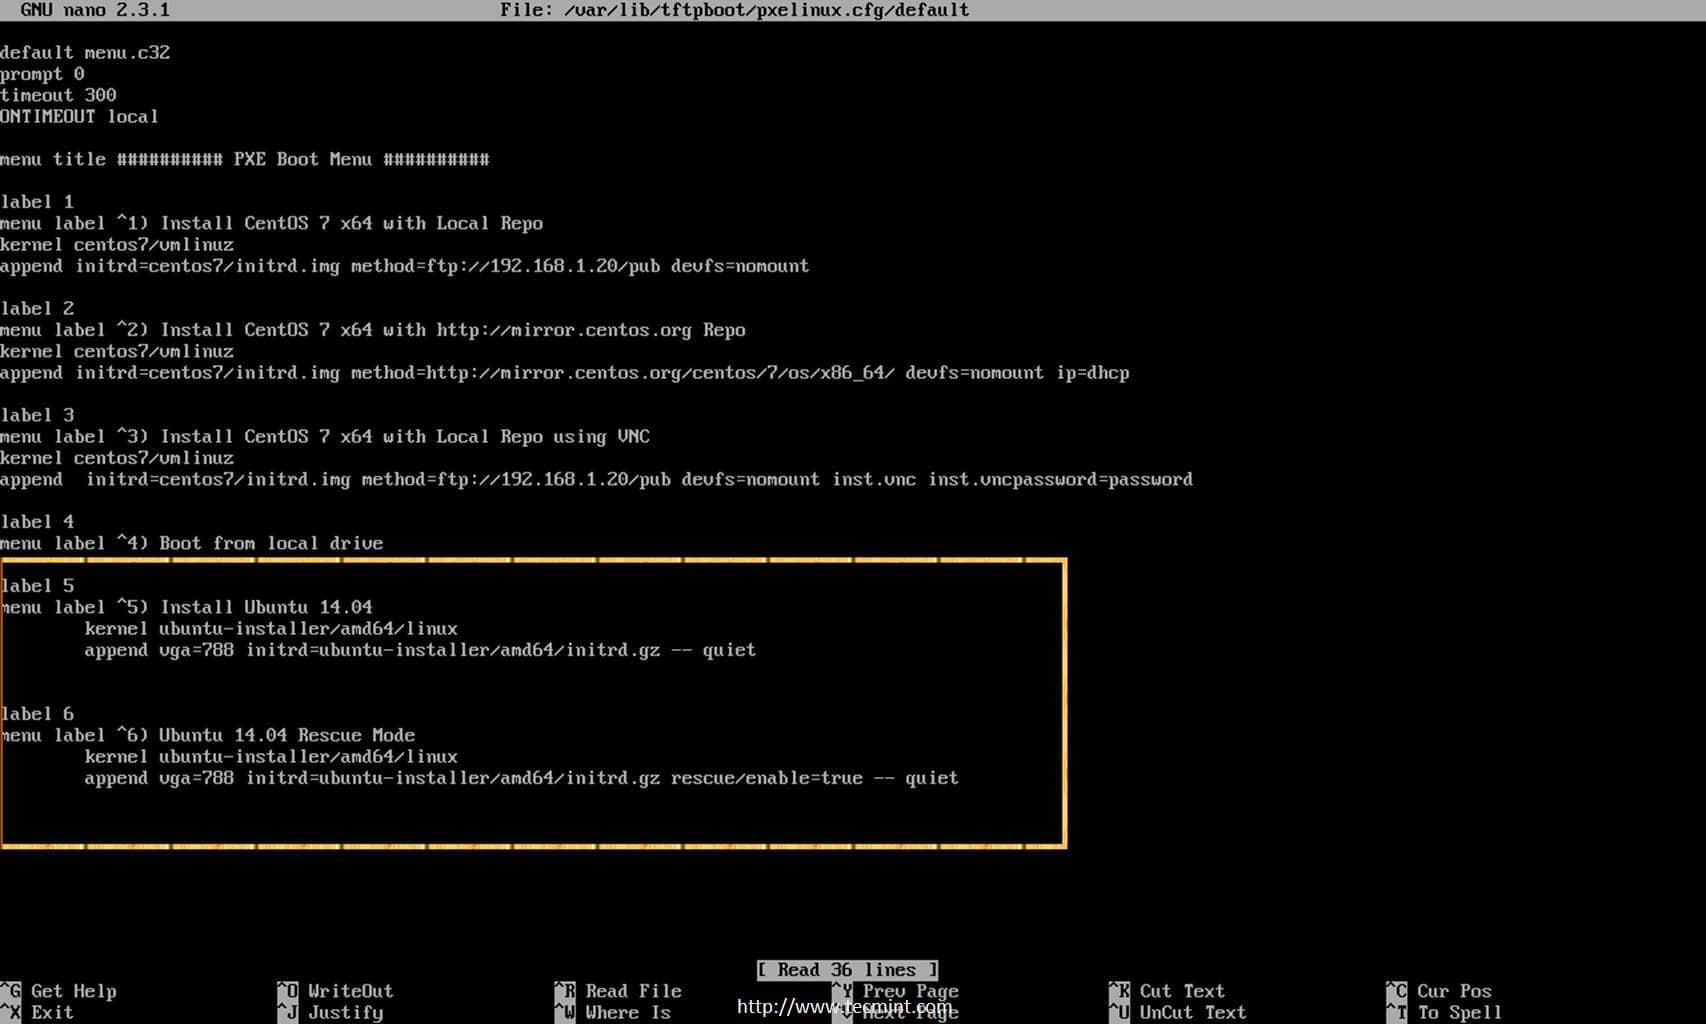 GNU nano 2.3.1 File: /var/lib/tftpboot/pxelinux.cfg/default
default menu.c32
prompt 0
timeout 300
ONTIMEOUT local
menu title ########## PXE Boot Menu ##########
label 1
menu label ^1) Install CentOS 7 x64 with Local Repo
kernel centos7/vmlinuz
append initrd=centos7/initrd.img method=ftp://192.168.1.20/pub devfs=nomount
label 2
menu label ^2) Install CentOS 7 x64 with http://mirror.centos.org Repo
kernel centos7/vmlinuz
append initrd=centos7/initrd.img method=http://mirror.centos.org/centos/7/os/x86_64/ devfs=nomount ip=dhcp
label 3
menu label ^3) Install CentOS 7 x64 with Local Repo using VNC
kernel centos7/vmlinuz
append  initrd=centos7/initrd.img method=ftp://192.168.1.20/pub devfs=nomount inst.vnc inst.vncpassword=password
label 4
menu label ^4) Boot from local drive
label 5
menu label ^5) Install Ubuntu 14.04
kernel ubuntu-installer/amd64/linux
append vga=788 initrd=ubuntu-installer/amd64/initrd.gz -- quiet
label 6
menu label ^6) Ubuntu 14.04 Rescue Mode
kernel ubuntu-installer/amd64/linux
append vga=788 initrd=ubuntu-installer/amd64/initrd.gz rescue/enable=true -- quiet
[ Read 36 lines ]
^G Get Help ^O WriteOut ^R Read File ^Y Prev Page ^K Cut Text ^C Cur Pos
^X Exit ^J Justify ^W Where Is ^V Next Page ^U UnCut Text ^T To Spell
http://www.tecmint.com